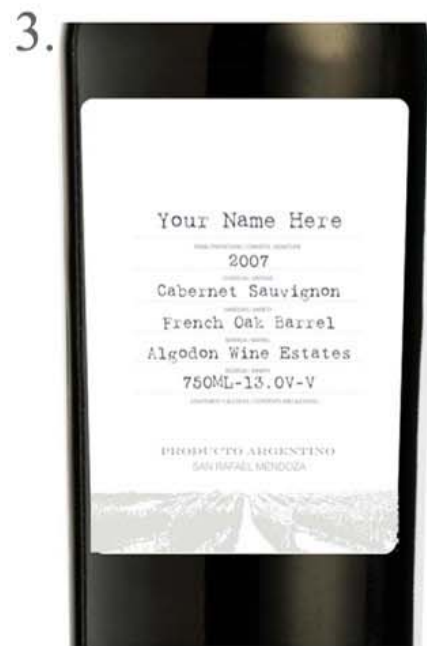 3.
Your Name Here
2007
Cabernet Sauvignon
French Oak Barrel
Algodon Wine Estates
750ML-13.0V-V
PRODUCTO ARGENTINO
SAN RAFAEL MENDOZA